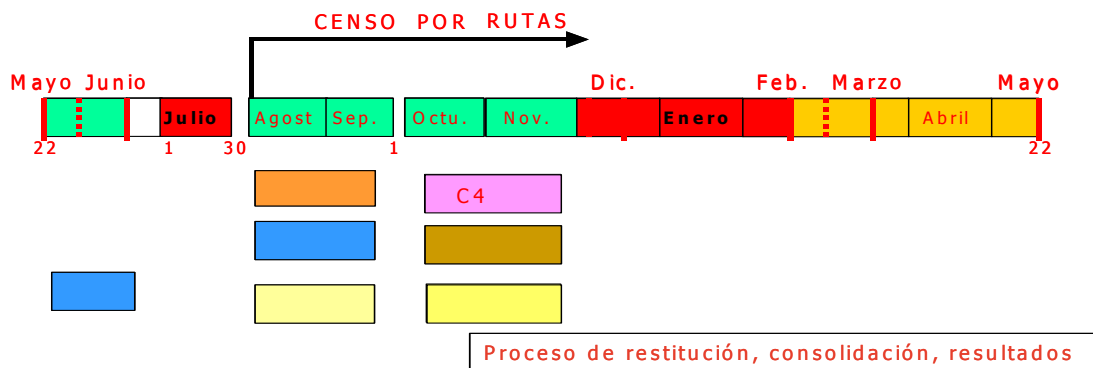 CENSO POR RUTAS
Mayo Junio Dic. Feb. Marzo Mayo
Julio Agost Sep. Octu. Nov. Enero Abril
22 1 30 1 22
C4
Proceso de restitución, consolidación, resultados